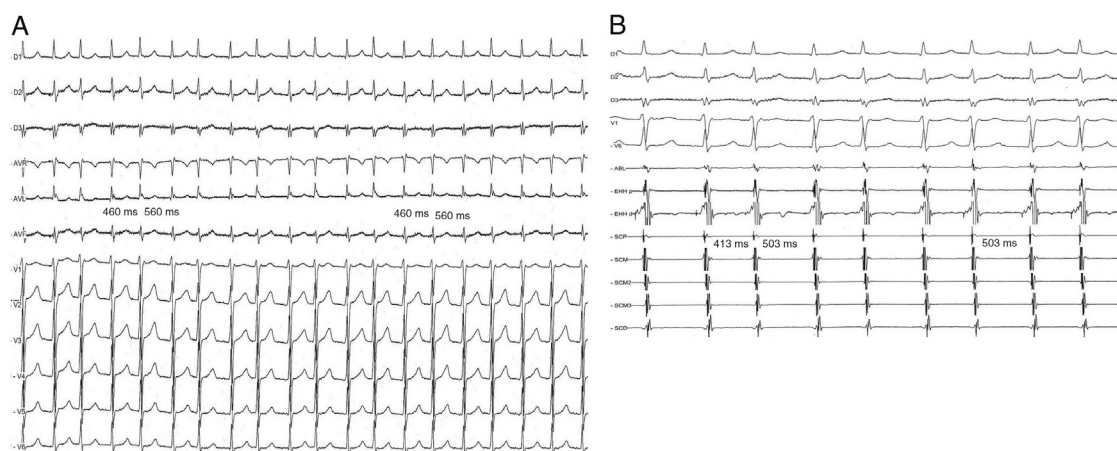 A
D1
D2
D3
AVR
AVL
460 ms 560 ms 460 ms 560 ms
AVF
V1
V2
V3
V4
V5
V6
B
D1
D2
D3
V1
V6
ABL
EHH p
EHH d
SCP
413 ms 503 ms 503 ms
SCM
SCM2
SCM3
SCD